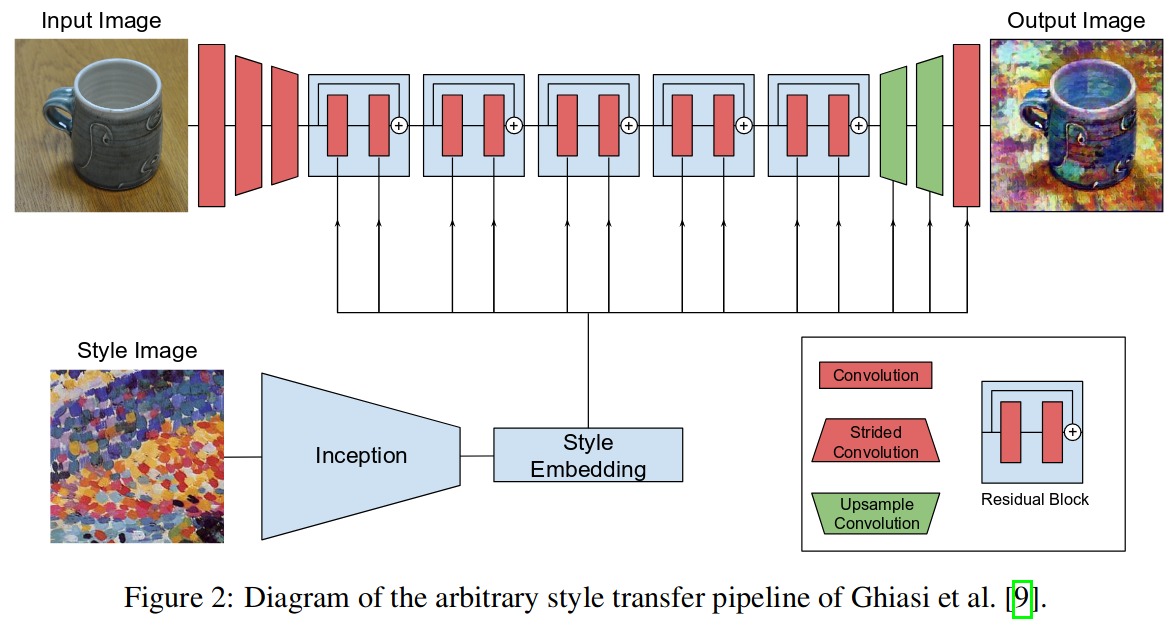 Input Image
Output Image
+
+
+
+
+
Style Image
Inception
Style
Embedding
Convolution
Strided
Convolution
Upsample
Convolution
+
Residual Block
Figure 2: Diagram of the arbitrary style transfer pipeline of Ghiasi et al. [9].